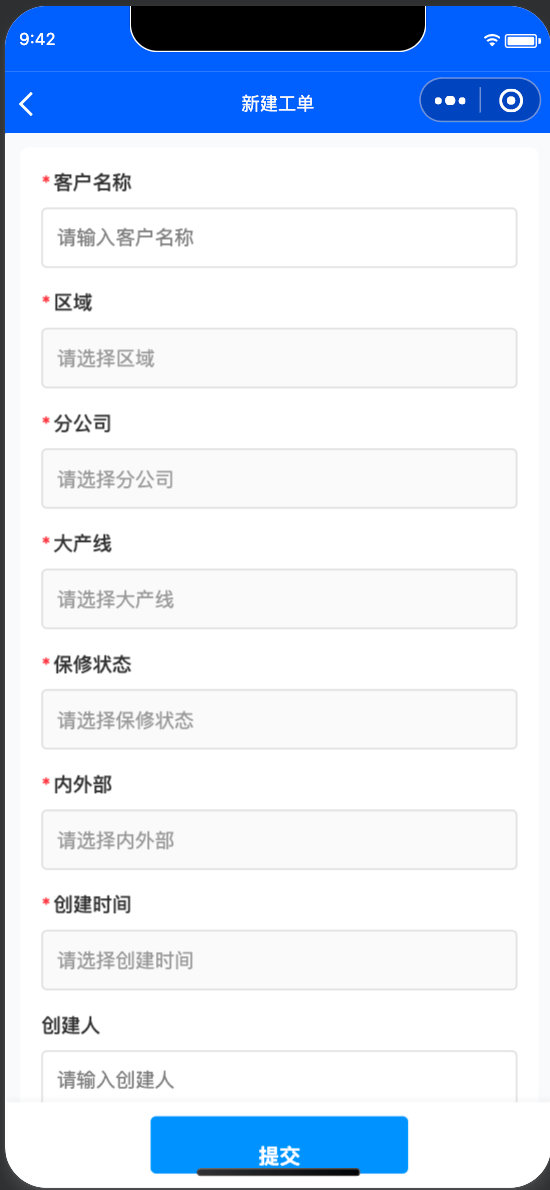 9:42
新建工单
* 客户名称
请输入客户名称
* 区域
请选择区域
* 分公司
请选择分公司
* 大产线
请选择大产线
* 保修状态
请选择保修状态
* 内外部
请选择内外部
* 创建时间
请选择创建时间
创建人
请输入创建人
提交